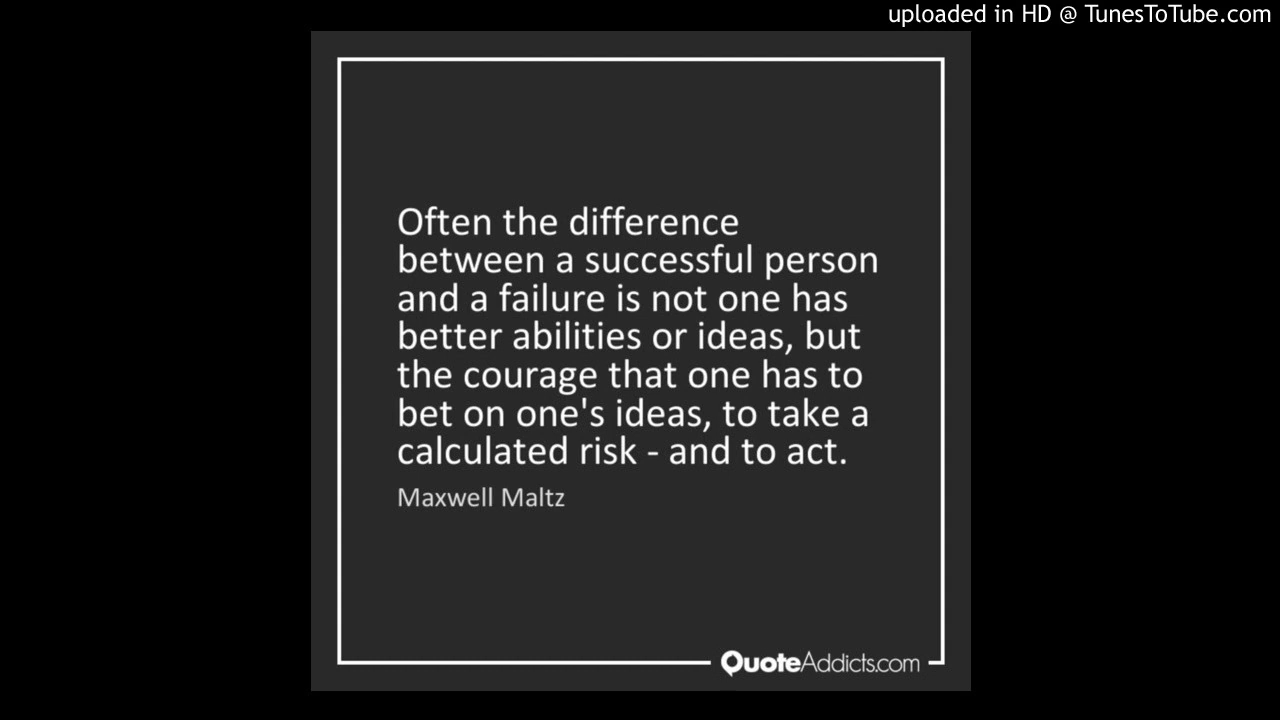 uploaded in HD @ TunesToTube.com
Often the difference
between a successful person
and a failure is not one has
better abilities or ideas, but
the courage that one has to
bet on one's ideas, to take a
calculated risk - and to act.
Maxwell Maltz
QuoteAddicts.com